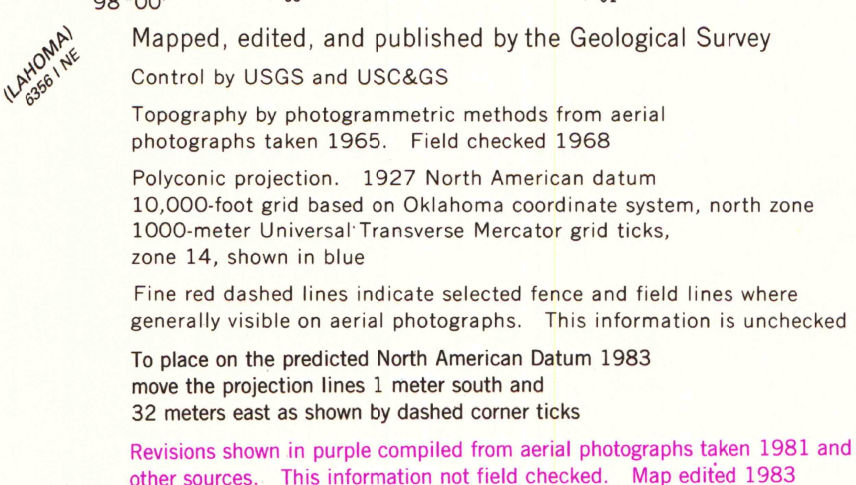 98°00'
(LAHOMA)
6356 I NE
Mapped, edited, and published by the Geological Survey
Control by USGS and USC&GS
Topography by photogrammetric methods from aerial
photographs taken 1965. Field checked 1968
Polyconic projection. 1927 North American datum
10,000-foot grid based on Oklahoma coordinate system, north zone
1000-meter Universal Transverse Mercator grid ticks,
zone 14, shown in blue
Fine red dashed lines indicate selected fence and field lines where
generally visible on aerial photographs. This information is unchecked
To place on the predicted North American Datum 1983
move the projection lines 1 meter south and
32 meters east as shown by dashed corner ticks
Revisions shown in purple compiled from aerial photographs taken 1981 and
other sources. This information not field checked. Map edited 1983